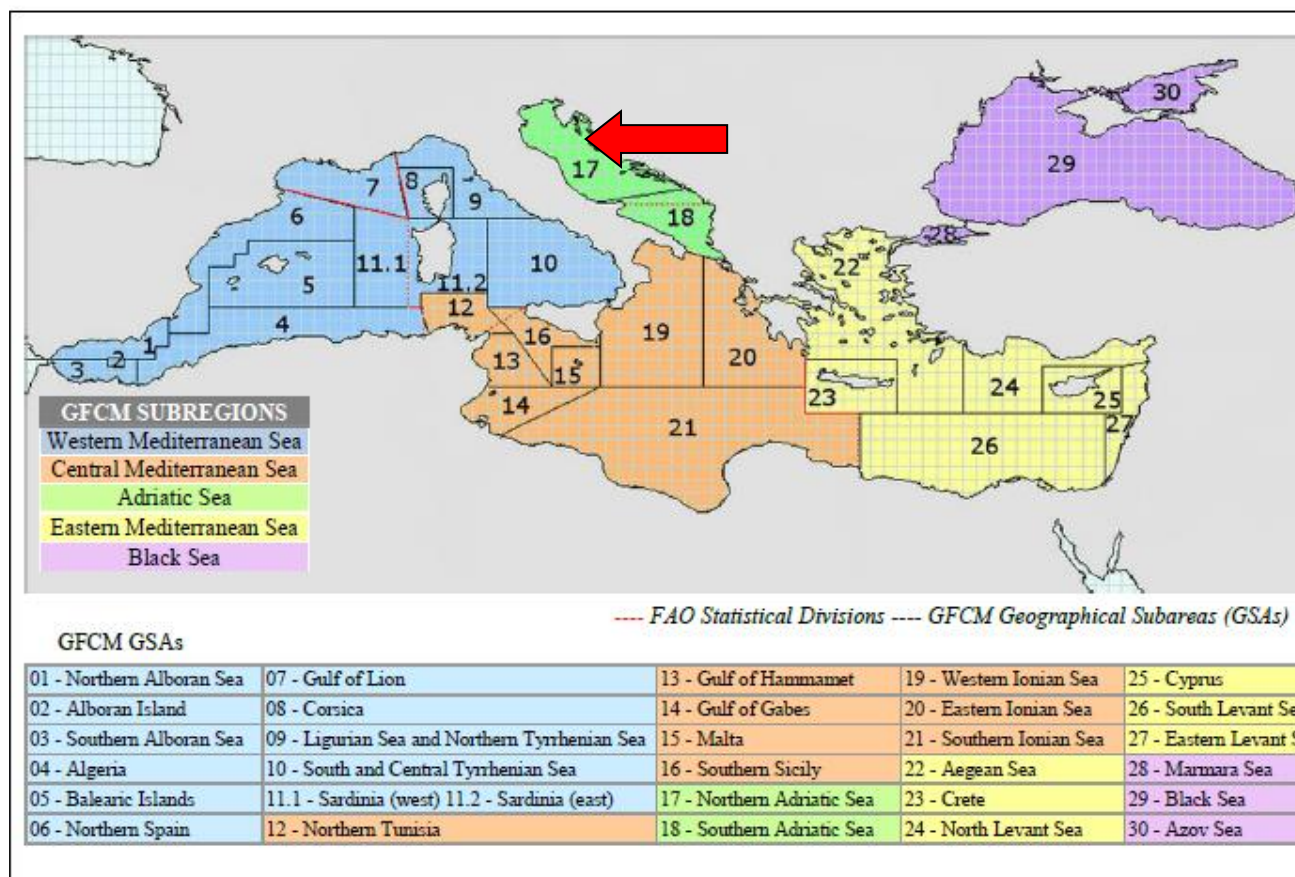 30
29
28
17
18
7
8
9
6
11.1
10
5
11.2
12
4
16
19
22
1
2
3
13
15
20
14
23
24
25
27
21
26
GFCM SUBREGIONS
Western Mediterranean Sea
Central Mediterranean Sea
Adriatic Sea
Eastern Mediterranean Sea
Black Sea
---- FAO Statistical Divisions ---- GFCM Geographical Subareas (GSAs)
GFCM GSAs
01 - Northern Alboran Sea 07 - Gulf of Lion 13 - Gulf of Hammamet 19 - Western Ionian Sea 25 - Cyprus
02 - Alboran Island 08 - Corsica 14 - Gulf of Gabes 20 - Eastern Ionian Sea 26 - South Levant Se
03 - Southern Alboran Sea 09 - Ligurian Sea and Northern Tyrrhenian Sea 15 - Malta 21 - Southern Ionian Sea 27 - Eastern Levant S
04 - Algeria 10 - South and Central Tyrrhenian Sea 16 - Southern Sicily 22 - Aegean Sea 28 - Marmara Sea
05 - Balearic Islands 11.1 - Sardinia (west) 11.2 - Sardinia (east) 17 - Northern Adriatic Sea 23 - Crete 29 - Black Sea
06 - Northern Spain 12 - Northern Tunisia 18 - Southern Adriatic Sea 24 - North Levant Sea 30 - Azov Sea